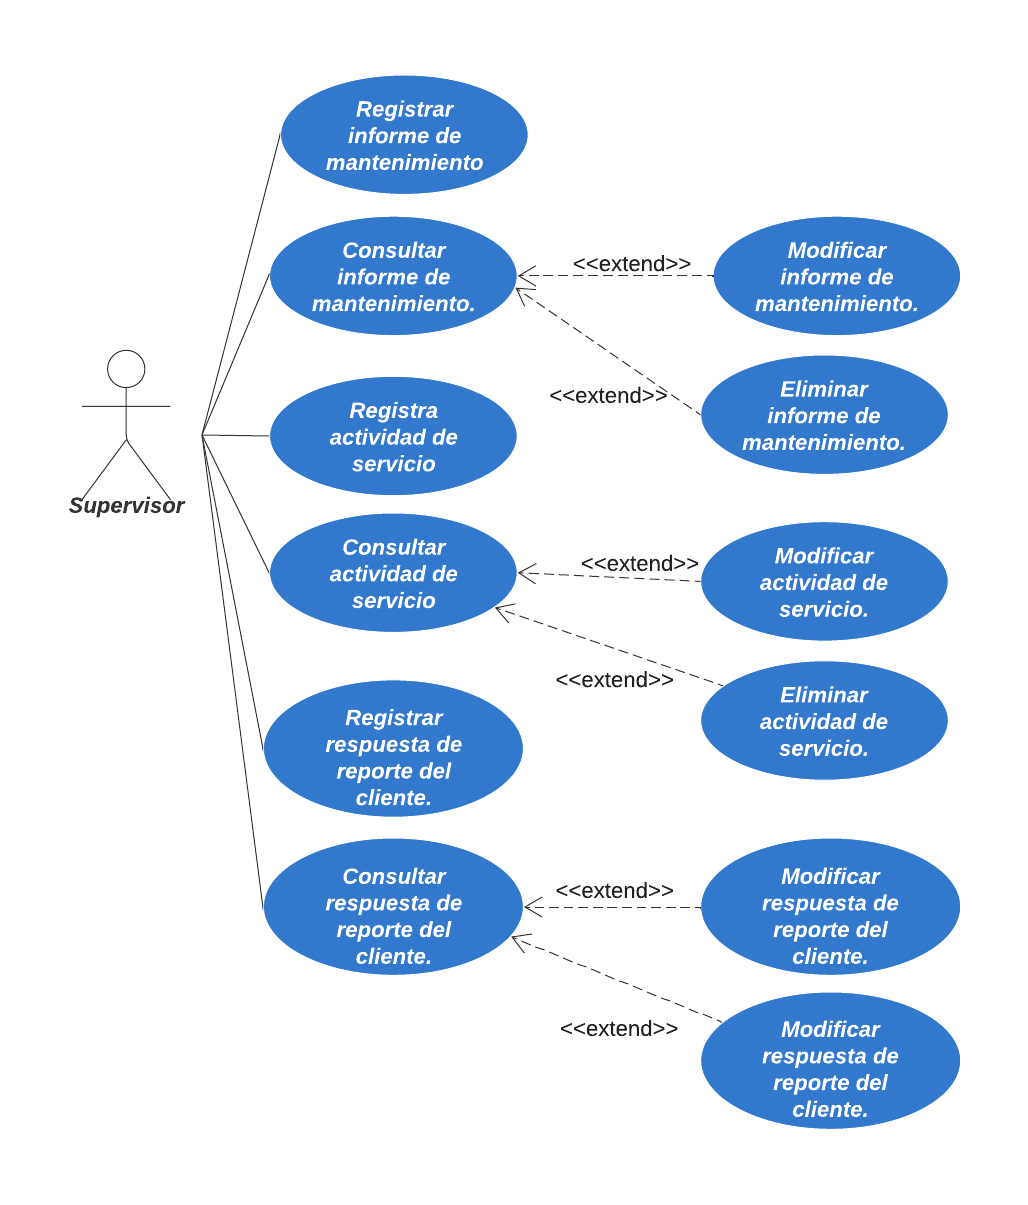 Registrar
informe de
mantenimiento
Consultar
informe de
mantenimiento.
<<extend>>
Modificar
informe de
mantenimiento.
<<extend>>
Eliminar
informe de
mantenimiento.
Registra
actividad de
servicio
Supervisor
Consultar
actividad de
servicio
<<extend>>
Modificar
actividad de
servicio.
<<extend>>
Eliminar
actividad de
servicio.
Registrar
respuesta de
reporte del
cliente.
Consultar
respuesta de
reporte del
cliente.
<<extend>>
Modificar
respuesta de
reporte del
cliente.
<<extend>>
Modificar
respuesta de
reporte del
cliente.